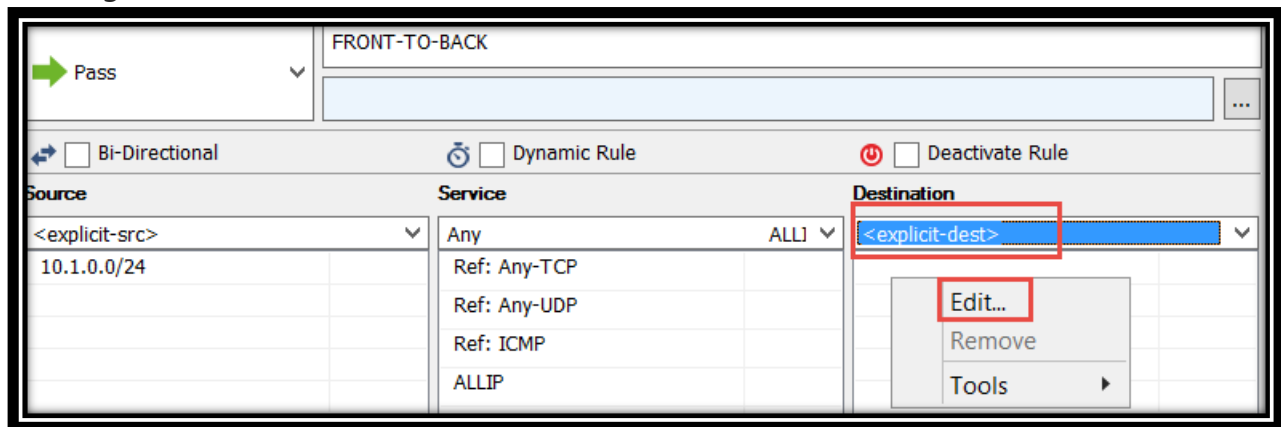 FRONT-TO-BACK
Pass
...
Bi-Directional
Dynamic Rule
Deactivate Rule
Source
Service
Destination
<explicit-src>
Any ALLI
<explicit-dest>
10.1.0.0/24
Ref: Any-TCP
Ref: Any-UDP
Ref: ICMP
ALLIP
Edit...
Remove
Tools